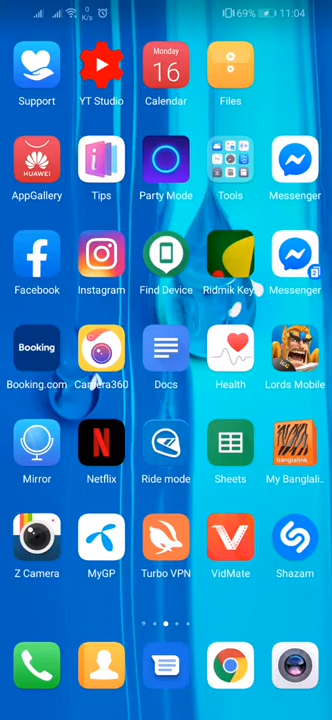 0
K/s
69%
11:04
Monday
16
Support
YT Studio
Calendar
Files
HUAWEI
AppGallery
Tips
Party Mode
Tools
Messenger
Facebook
Instagram
Find Device
Ridmik Key..
Messenger
Booking
Booking.com
Camera360
Docs
Health
Lords Mobile
banglalink
Mirror
Netflix
Ride mode
Sheets
My Banglali..
Z Camera
MyGP
Turbo VPN
VidMate
Shazam